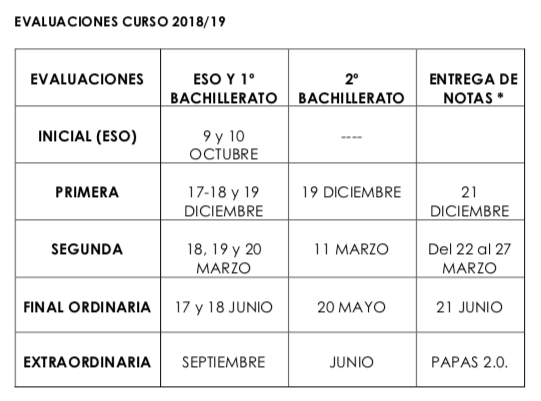 EVALUACIONES CURSO 2018/19
EVALUACIONES ESO Y 1º BACHILLERATO 2º BACHILLERATO ENTREGA DE NOTAS *
INICIAL (ESO) 9 y 10 OCTUBRE ----
PRIMERA 17-18 y 19 DICIEMBRE 19 DICIEMBRE 21 DICIEMBRE
SEGUNDA 18, 19 y 20 MARZO 11 MARZO Del 22 al 27 MARZO
FINAL ORDINARIA 17 y 18 JUNIO 20 MAYO 21 JUNIO
EXTRAORDINARIA SEPTIEMBRE JUNIO PAPAS 2.0.